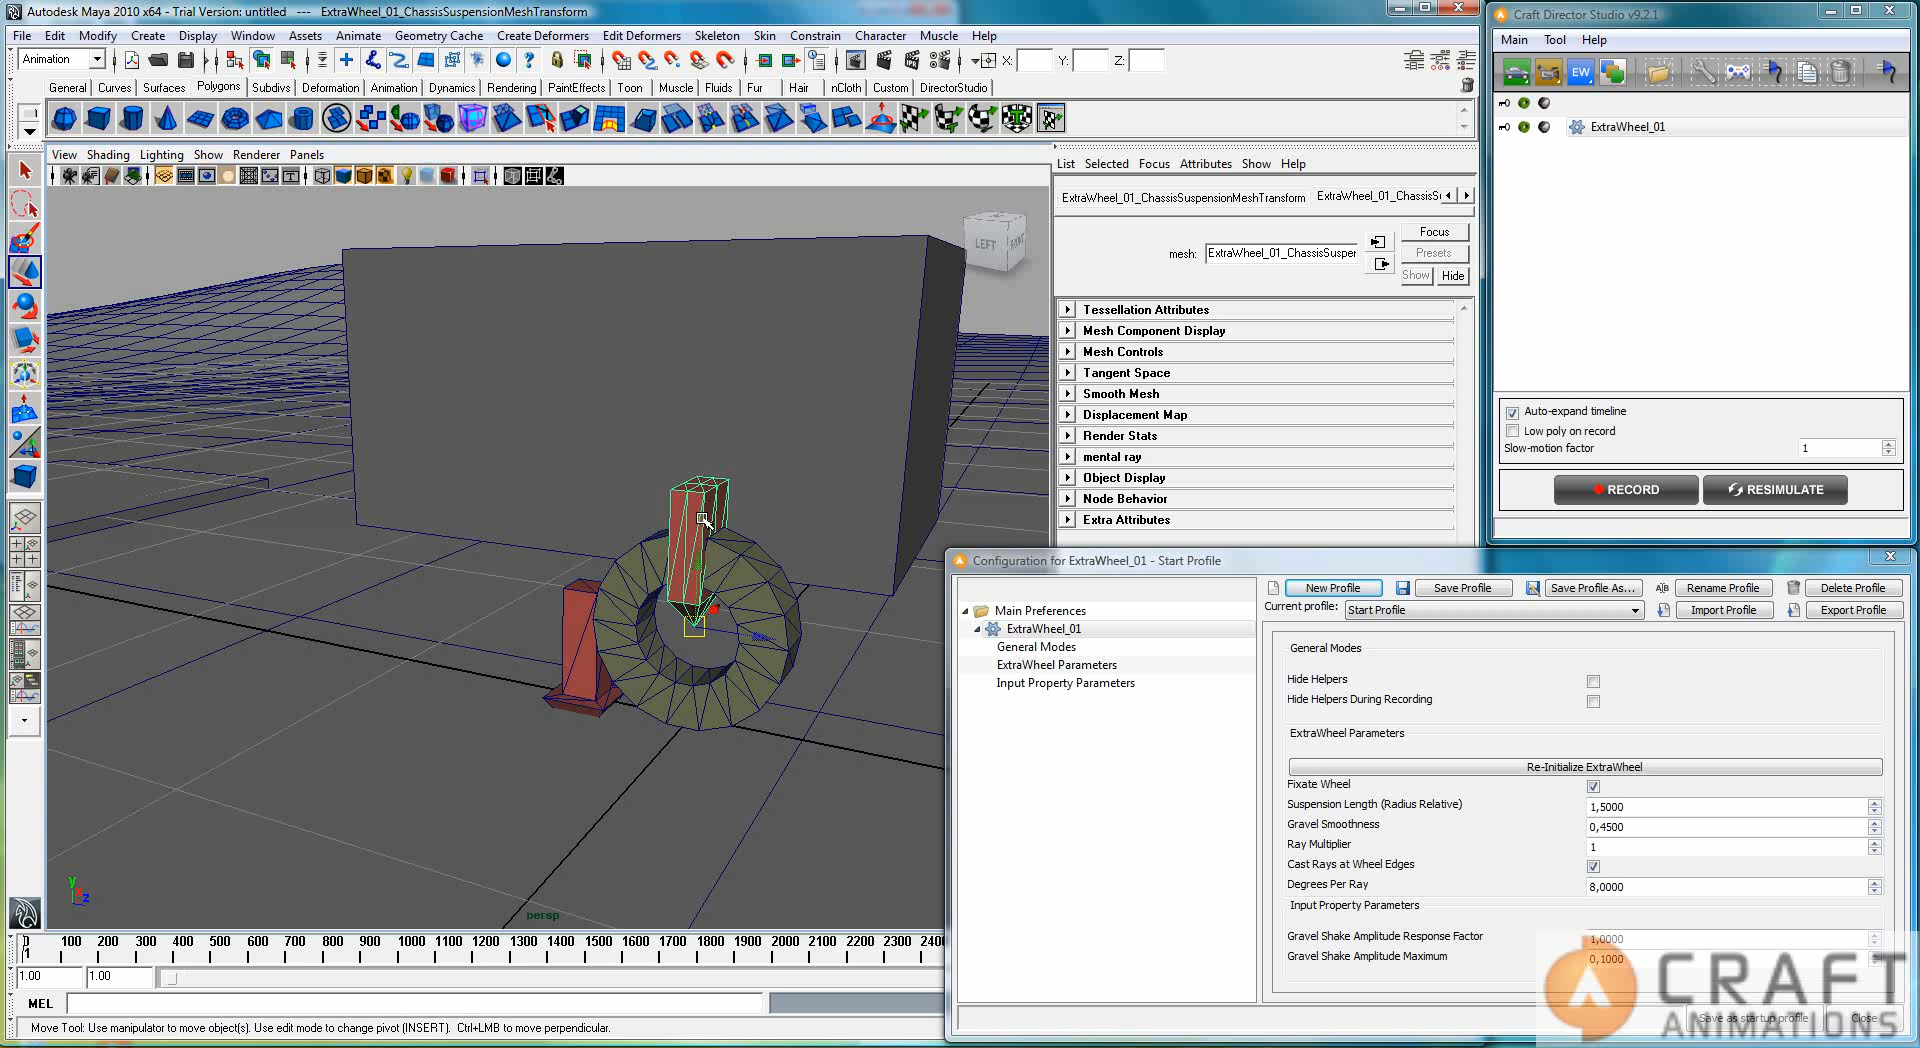 Autodesk Maya 2010 x64 - Trial Version: untitled --- ExtraWheel_01_ChassisSuspensionMeshTransform
File Edit Modify Create Display Window Assets Animate Geometry Cache Create Deformers Edit Deformers Skeleton Skin Constrain Character Muscle Help
Animation X: Y: Z:
General Curves Surfaces Polygons Subdivs Deformation Animation Dynamics Rendering PaintEffects Toon Muscle Fluids Fur Hair nCloth Custom DirectorStudio
View Shading Lighting Show Renderer Panels
LEFT FRONT
y
z
persp
List Selected Focus Attributes Show Help
ExtraWheel_01_ChassisSuspensionMeshTransform ExtraWheel_01_ChassisSu
mesh: ExtraWheel_01_ChassisSusper
Focus
Presets
Show Hide
Tessellation Attributes
Mesh Component Display
Mesh Controls
Tangent Space
Smooth Mesh
Displacement Map
Render Stats
mental ray
Object Display
Node Behavior
Extra Attributes
Craft Director Studio v9.2.1
Main Tool Help
EW
ExtraWheel_01
Auto-expand timeline
Low poly on record
Slow-motion factor 1
RECORD RESIMULATE
Configuration for ExtraWheel_01 - Start Profile
Main Preferences
ExtraWheel_01
General Modes
ExtraWheel Parameters
Input Property Parameters
New Profile Save Profile Save Profile As... Rename Profile Delete Profile
Current profile: Start Profile Import Profile Export Profile
General Modes
Hide Helpers
Hide Helpers During Recording
ExtraWheel Parameters
Re-Initialize ExtraWheel
Fixate Wheel
Suspension Length (Radius Relative) 1,5000
Gravel Smoothness 0,4500
Ray Multiplier 1
Cast Rays at Wheel Edges
Degrees Per Ray 8,0000
Input Property Parameters
Gravel Shake Amplitude Response Factor 1,0000
Gravel Shake Amplitude Maximum 0,1000
Save as startup profile Close
CRAFT
ANIMATIONS
1 100 200 300 400 500 600 700 800 900 1000 1100 1200 1300 1400 1500 1600 1700 1800 1900 2000 2100 2200 2300 240
1.00 1.00
MEL
Move Tool: Use manipulator to move object(s). Use edit mode to change pivot (INSERT). Ctrl+LMB to move perpendicular.